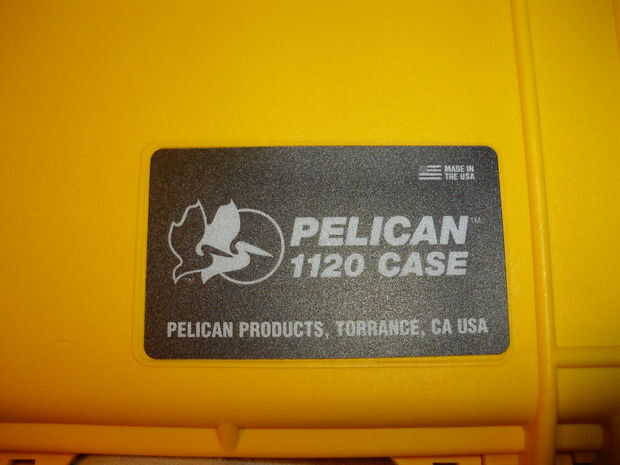 MADE IN
THE USA
PELICAN™
1120 CASE
PELICAN PRODUCTS, TORRANCE, CA USA